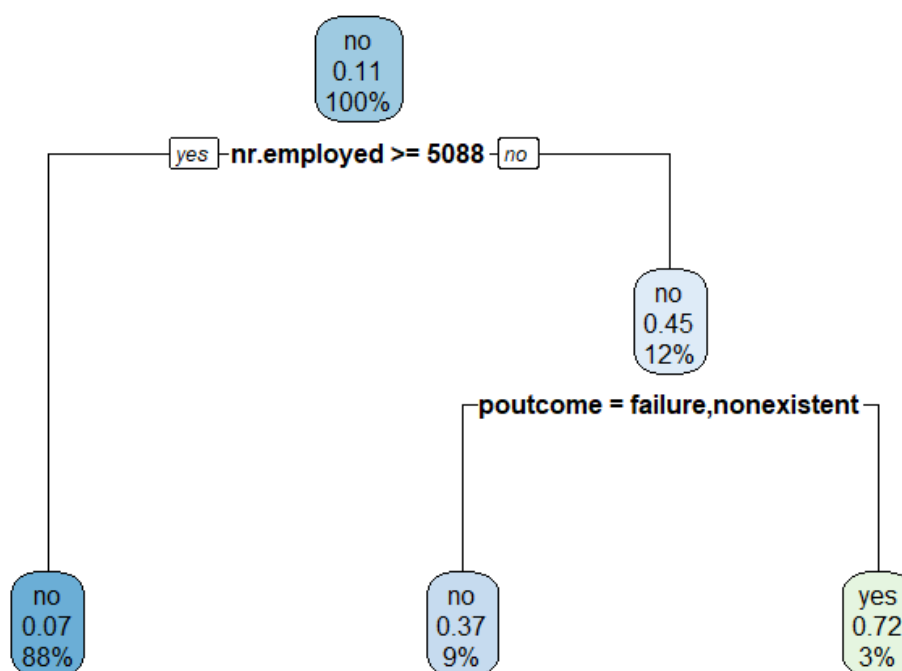 no
0.11
100%
yes nr.employed >= 5088 no
no
0.45
12%
poutcome = failure,nonexistent
no
0.07
88%
no
0.37
9%
yes
0.72
3%